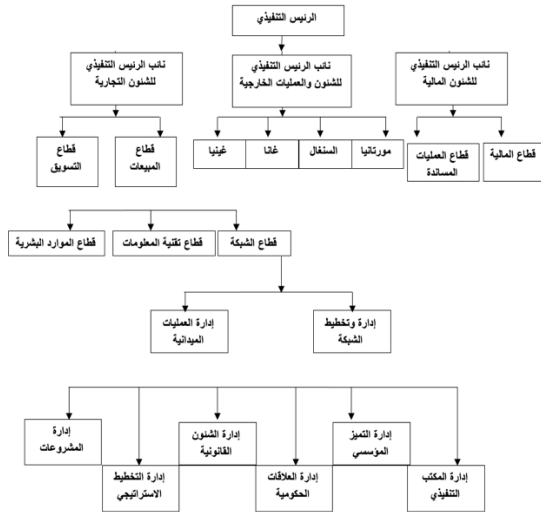 الرئيس التنفيذي
نائب الرئيس التنفيذي
للشئون المالية
نائب الرئيس التنفيذي
للشئون والعمليات الخارجية
نائب الرئيس التنفيذي
للشئون التجارية
قطاع المالية
قطاع العمليات
المساندة
مورتانيا
السنغال
غانا
غينيا
قطاع
المبيعات
قطاع
التسويق
قطاع الشبكة
قطاع تقنية المعلومات
قطاع الموارد البشرية
إدارة وتخطيط
الشبكة
إدارة العمليات
الميدانية
إدارة المكتب
التنفيذي
إدارة التميز
المؤسسي
إدارة العلاقات
الحكومية
إدارة الشئون
القانونية
إدارة التخطيط
الاستراتيجي
إدارة
المشروعات